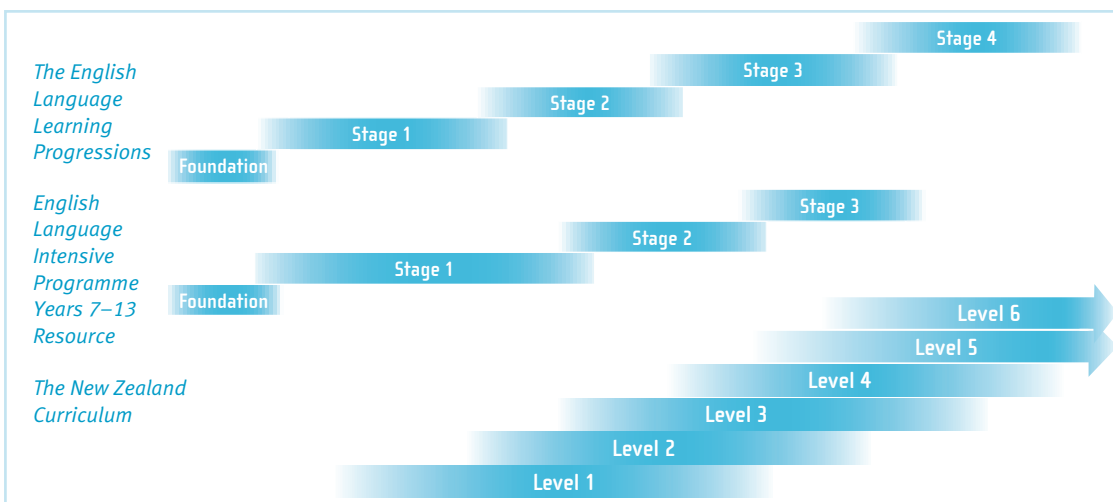 Stage 4
The English
Language
Learning
Progressions
Stage 3
Stage 2
Stage 1
Foundation
English
Language
Intensive
Programme
Years 7–13
Resource
Stage 3
Stage 2
Stage 1
Foundation
The New Zealand
Curriculum
Level 6
Level 5
Level 4
Level 3
Level 2
Level 1